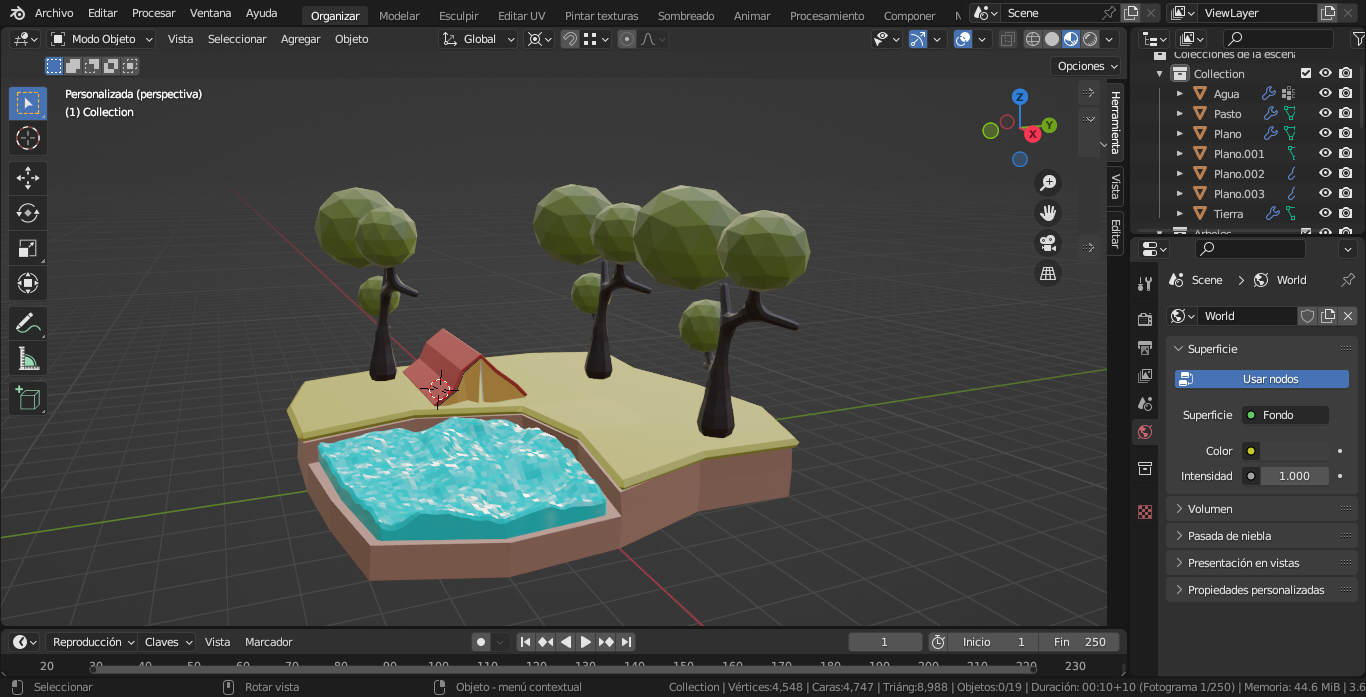 Archivo Editar Procesar Ventana Ayuda Organizar Modelar Esculpir Editar UV Pintar texturas Sombreado Animar Procesamiento Componer Scene ViewLayer
Modo Objeto Vista Seleccionar Agregar Objeto Global
Opciones
Personalizada (perspectiva)
(1) Collection
Z
Y
X
Herramienta
Vista
Editar
Colecciones de la escena
Collection
Agua
Pasto
Plano
Plano.001
Plano.002
Plano.003
Tierra
Arboles
Scene World
World
Superficie
Usar nodos
Superficie Fondo
Color
Intensidad 1.000
Volumen
Pasada de niebla
Presentación en vistas
Propiedades personalizadas
Reproducción Claves Vista Marcador 1 Inicio 1 Fin 250
20 30 40 50 60 70 80 90 100 110 120 130 140 150 160 170 180 190 200 210 220 230
Seleccionar Rotar vista Objeto - menú contextual Collection | Vértices:4,548 | Caras:4,747 | Triáng:8,988 | Objetos:0/19 | Duración: 00:10+10 (Fotograma 1/250) | Memoria: 44.6 MiB | 3.